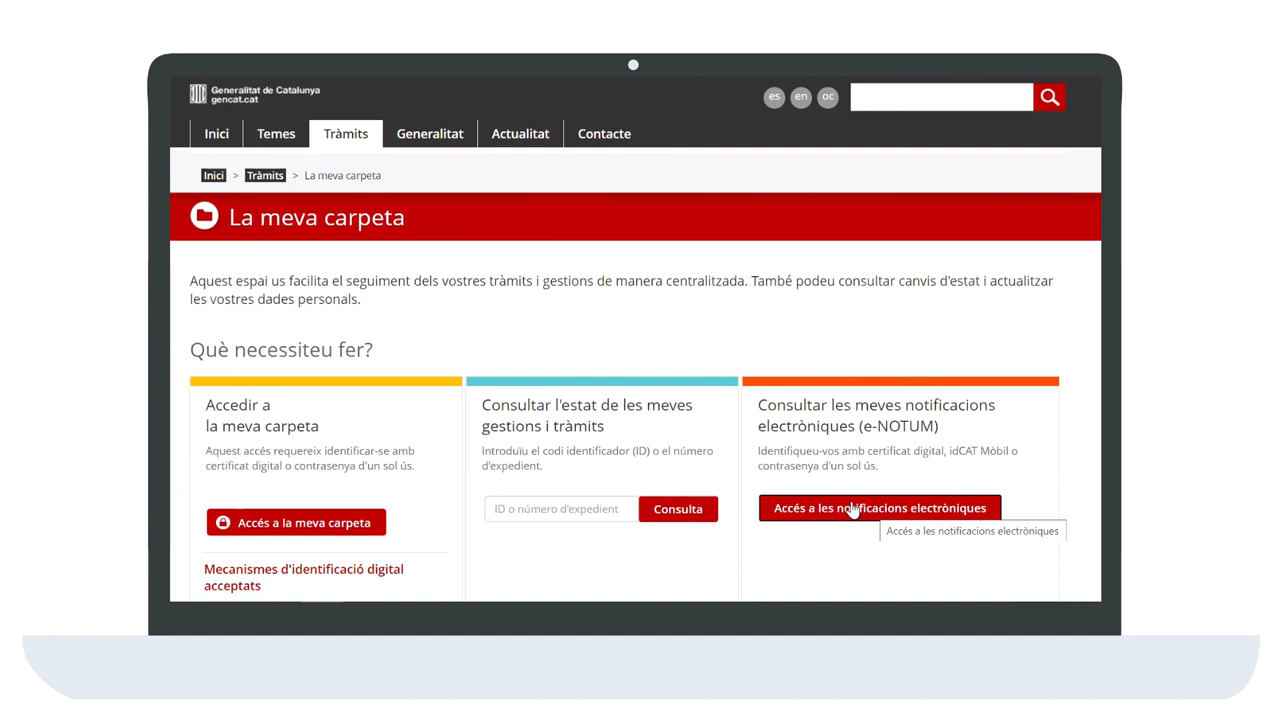 Generalitat de Catalunya
gencat.cat
es en oc
Inici Temes Tràmits Generalitat Actualitat Contacte
Inici > Tràmits > La meva carpeta
La meva carpeta
Aquest espai us facilita el seguiment dels vostres tràmits i gestions de manera centralitzada. També podeu consultar canvis d'estat i actualitzar
les vostres dades personals.
Què necessiteu fer?
Accedir a
la meva carpeta
Aquest accés requereix identificar-se amb
certificat digital o contrasenya d'un sol ús.
Accés a la meva carpeta
Mecanismes d'identificació digital
acceptats
Consultar l'estat de les meves
gestions i tràmits
Introduïu el codi identificador (ID) o el número
d'expedient.
ID o número d'expedient Consulta
Consultar les meves notificacions
electròniques (e-NOTUM)
Identifiqueu-vos amb certificat digital, idCAT Mòbil o
contrasenya d'un sol ús.
Accés a les notificacions electròniques
Accés a les notificacions electròniques